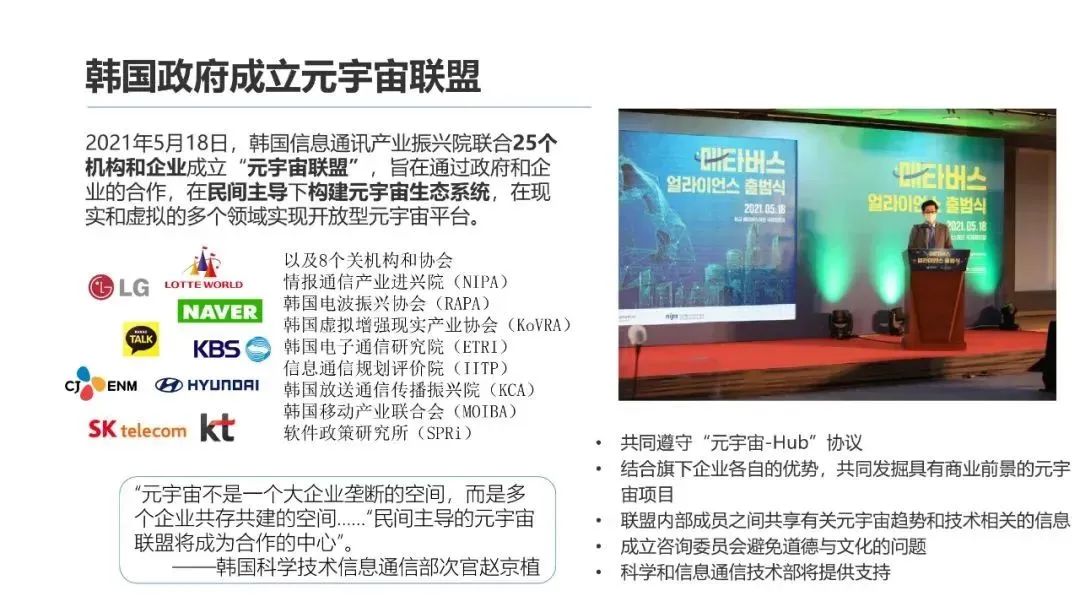 韩国政府成立元宇宙联盟
2021年5月18日，韩国信息通讯产业振兴院联合25个
机构和企业成立“元宇宙联盟”，旨在通过政府和企
业的合作，在民间主导下构建元宇宙生态系统，在现
实和虚拟的多个领域实现开放型元宇宙平台。
LG
LOTTE WORLD
NAVER
TALK
KBS
CJ ENM
HYUNDAI
SK telecom
kt
以及8个关机构和协会
情报通信产业进兴院（NIPA）
韩国电波振兴协会（RAPA）
韩国虚拟增强现实产业协会（KoVRA）
韩国电子通信研究院（ETRI）
信息通信规划评价院（IITP）
韩国放送通信传播振兴院（KCA）
韩国移动产业联合会（MOIBA）
软件政策研究所（SPRi）
“元宇宙不是一个大企业垄断的空间，而是多
个企业共存共建的空间......“民间主导的元宇宙
联盟将成为合作的中心”。
——韩国科学技术信息通信部次官赵京植
메타버스
얼라이언스 출범식
2021.05.18
nipa
메타버스
얼라이언스 출범식
2021.05.18
메타버스
얼라이언스 출범식
• 共同遵守“元宇宙-Hub”协议
• 结合旗下企业各自的优势，共同发掘具有商业前景的元宇
宙项目
• 联盟内部成员之间共享有关元宇宙趋势和技术相关的信息
• 成立咨询委员会避免道德与文化的问题
• 科学和信息通信技术部将提供支持